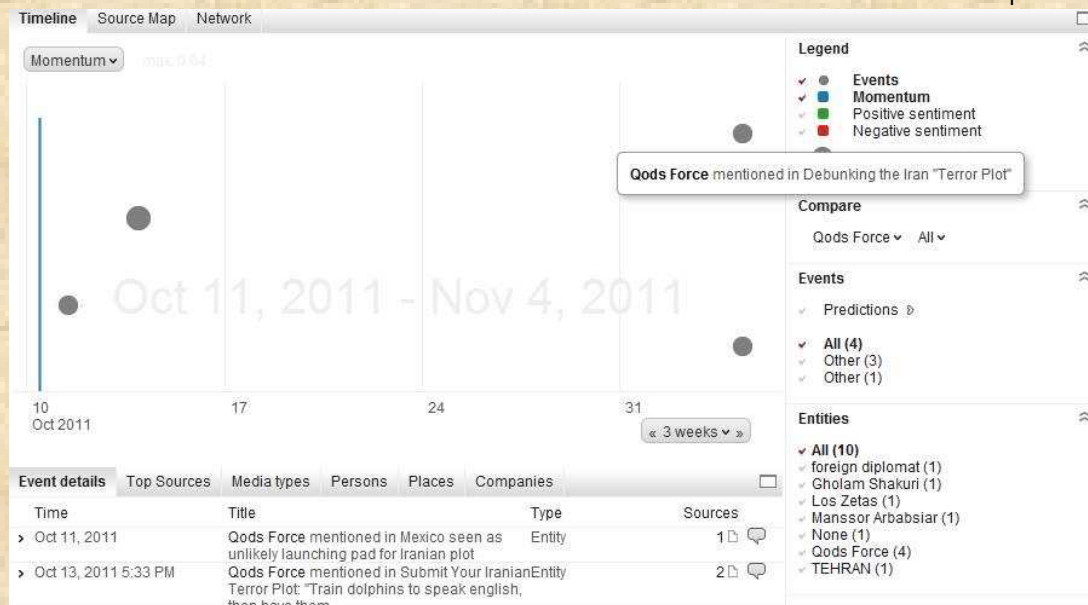 Timeline Source Map Network
Momentum max: 0.64
Oct 11, 2011 - Nov 4, 2011
Qods Force mentioned in Debunking the Iran "Terror Plot"
10 17 24 31
Oct 2011
« 3 weeks »
Legend
Events
Momentum
Positive sentiment
Negative sentiment
Compare
Qods Force All
Events
Predictions
All (4)
Other (3)
Other (1)
Entities
All (10)
foreign diplomat (1)
Gholam Shakuri (1)
Los Zetas (1)
Manssor Arbabsiar (1)
None (1)
Qods Force (4)
TEHRAN (1)
Event details Top Sources Media types Persons Places Companies
Time Title Type Sources
Oct 11, 2011 Qods Force mentioned in Mexico seen as Entity 1
unlikely launching pad for Iranian plot
Oct 13, 2011 5:33 PM Qods Force mentioned in Submit Your Iranian Entity 2
Terror Plot: "Train dolphins to speak english,
then have them